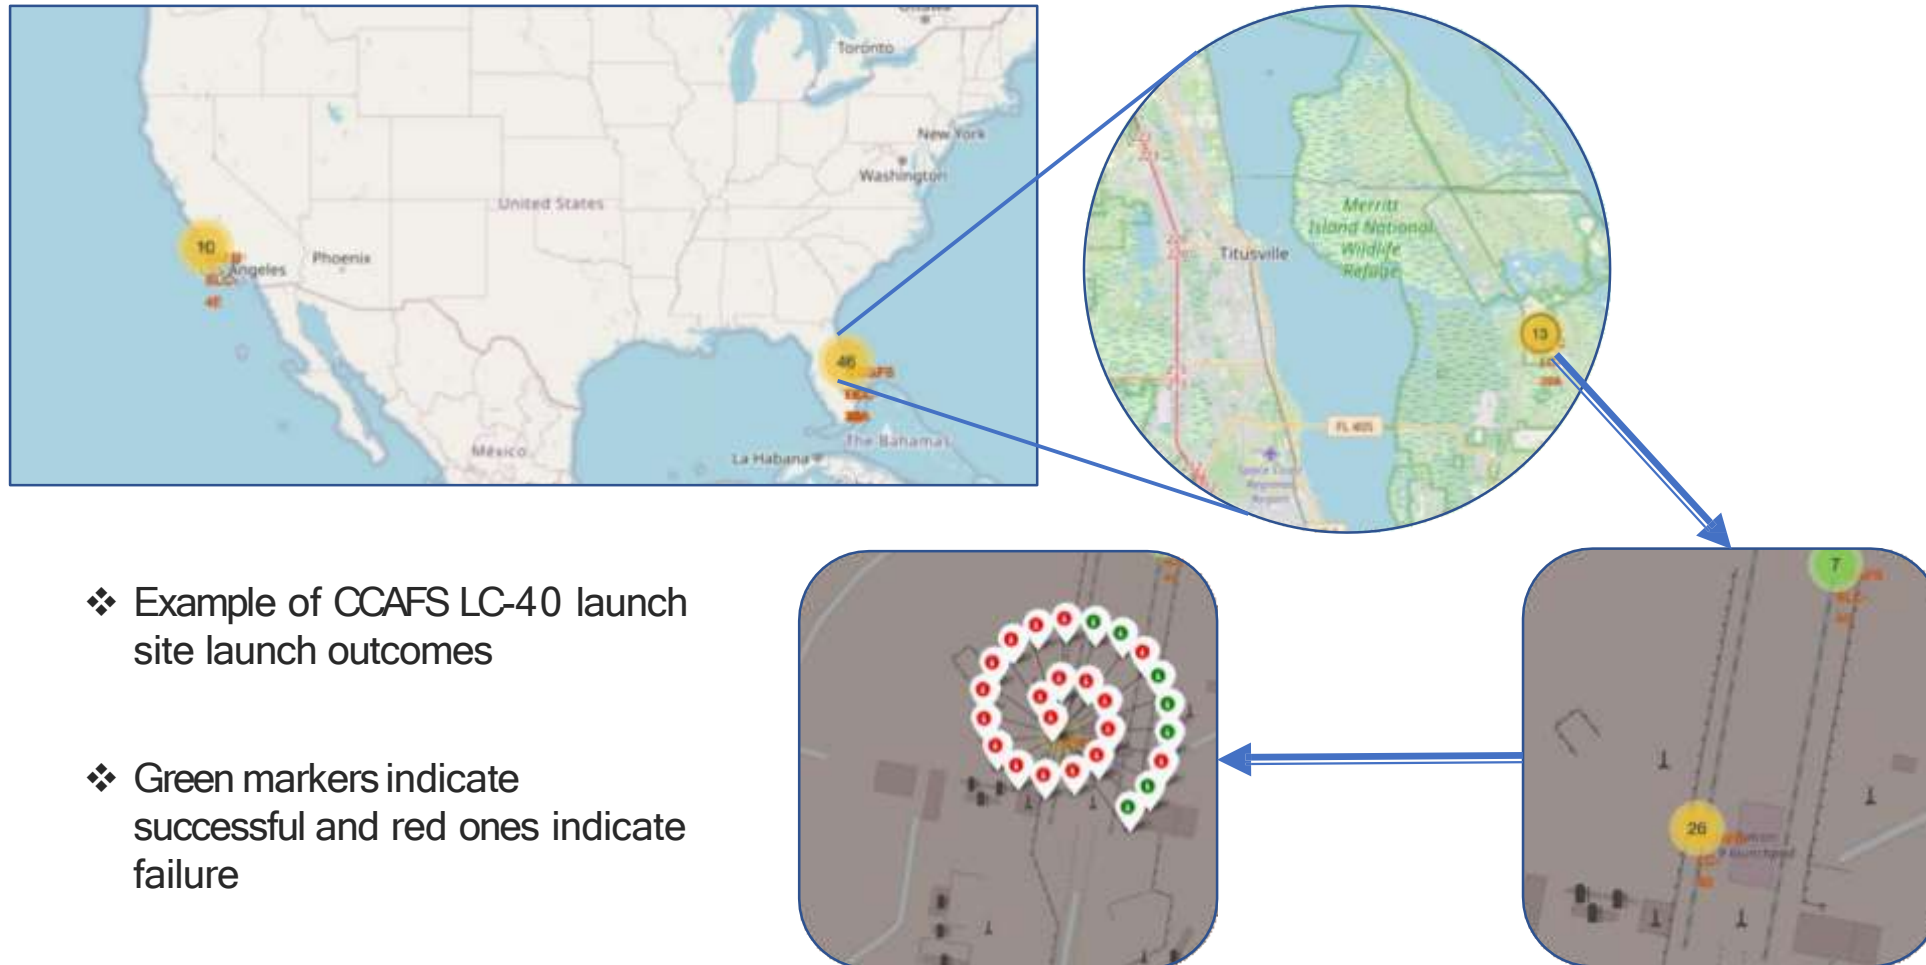 Toronto
New York
Washington
United States
10
Angeles
Phoenix
4E
46
México
La Habana
The Bahamas
Merritt
Island National
Wildlife
Refuge
Titusville
13
FL 405
❖ Example of CCAFS LC-40 launch
site launch outcomes
❖ Green markers indicate
successful and red ones indicate
failure
7
26